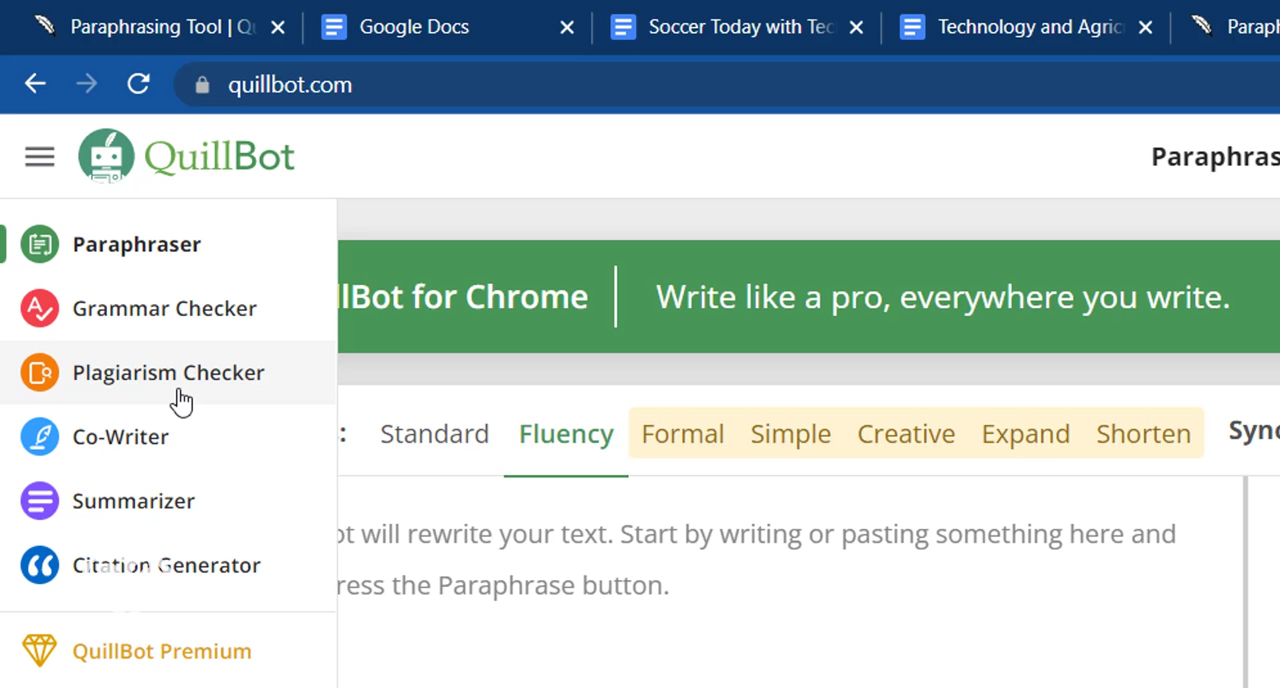 Paraphrasing Tool | Qu
Google Docs
Soccer Today with Tec
Technology and Agric
Paraph
quillbot.com
QuillBot
Paraphras
Paraphraser
Grammar Checker
Plagiarism Checker
Co-Writer
Summarizer
Citation Generator
QuillBot Premium
llBot for Chrome | Write like a pro, everywhere you write.
: Standard Fluency Formal Simple Creative Expand Shorten Syno
ot will rewrite your text. Start by writing or pasting something here and
ress the Paraphrase button.